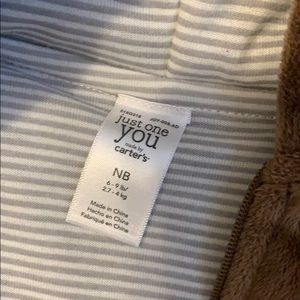 just one
you
made by
carter's
NB
6 - 9 lb/
2.7 - 4 kg
Made in China
Hecho en China
Fabriqué en Chine